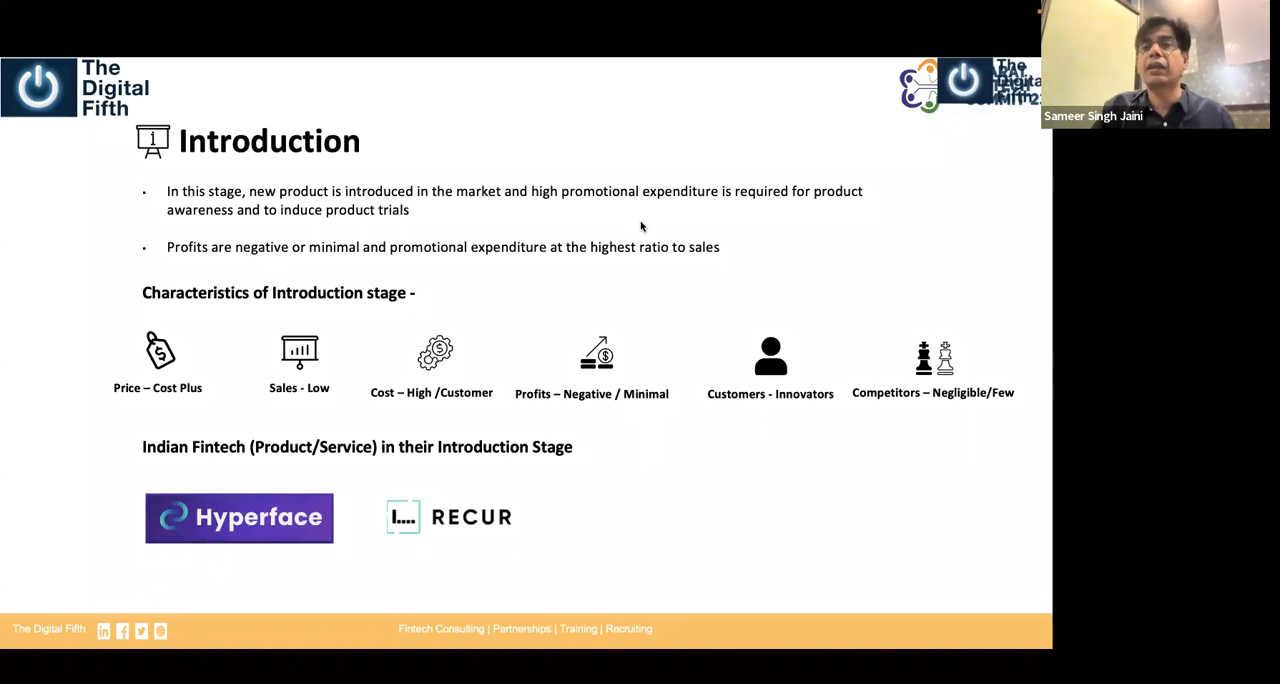 The
Digital
Fifth
Sameer Singh Jaini
Introduction
In this stage, new product is introduced in the market and high promotional expenditure is required for product
awareness and to induce product trials
Profits are negative or minimal and promotional expenditure at the highest ratio to sales
Characteristics of Introduction stage -
Price – Cost Plus
Sales - Low
Cost – High /Customer
Profits – Negative / Minimal
Customers - Innovators
Competitors – Negligible/Few
Indian Fintech (Product/Service) in their Introduction Stage
Hyperface
RECUR
The Digital Fifth
Fintech Consulting | Partnerships | Training | Recruiting